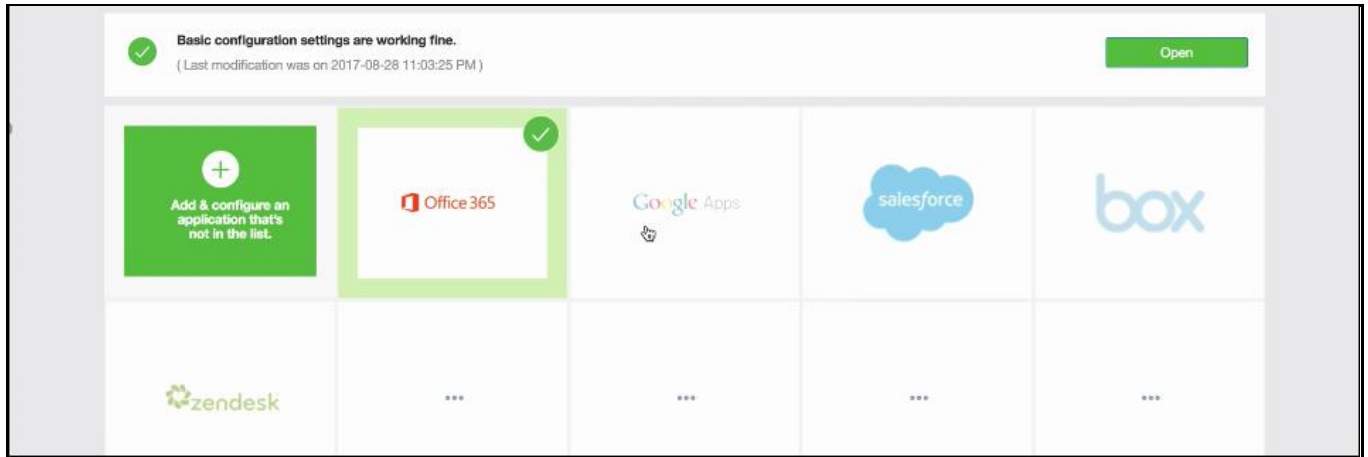 Basic configuration settings are working fine.
( Last modification was on 2017-08-28 11:03:25 PM )
Open
Add & configure an
application that's
not in the list.
Office 365
Google Apps
salesforce
box
zendesk
...
...
...
...